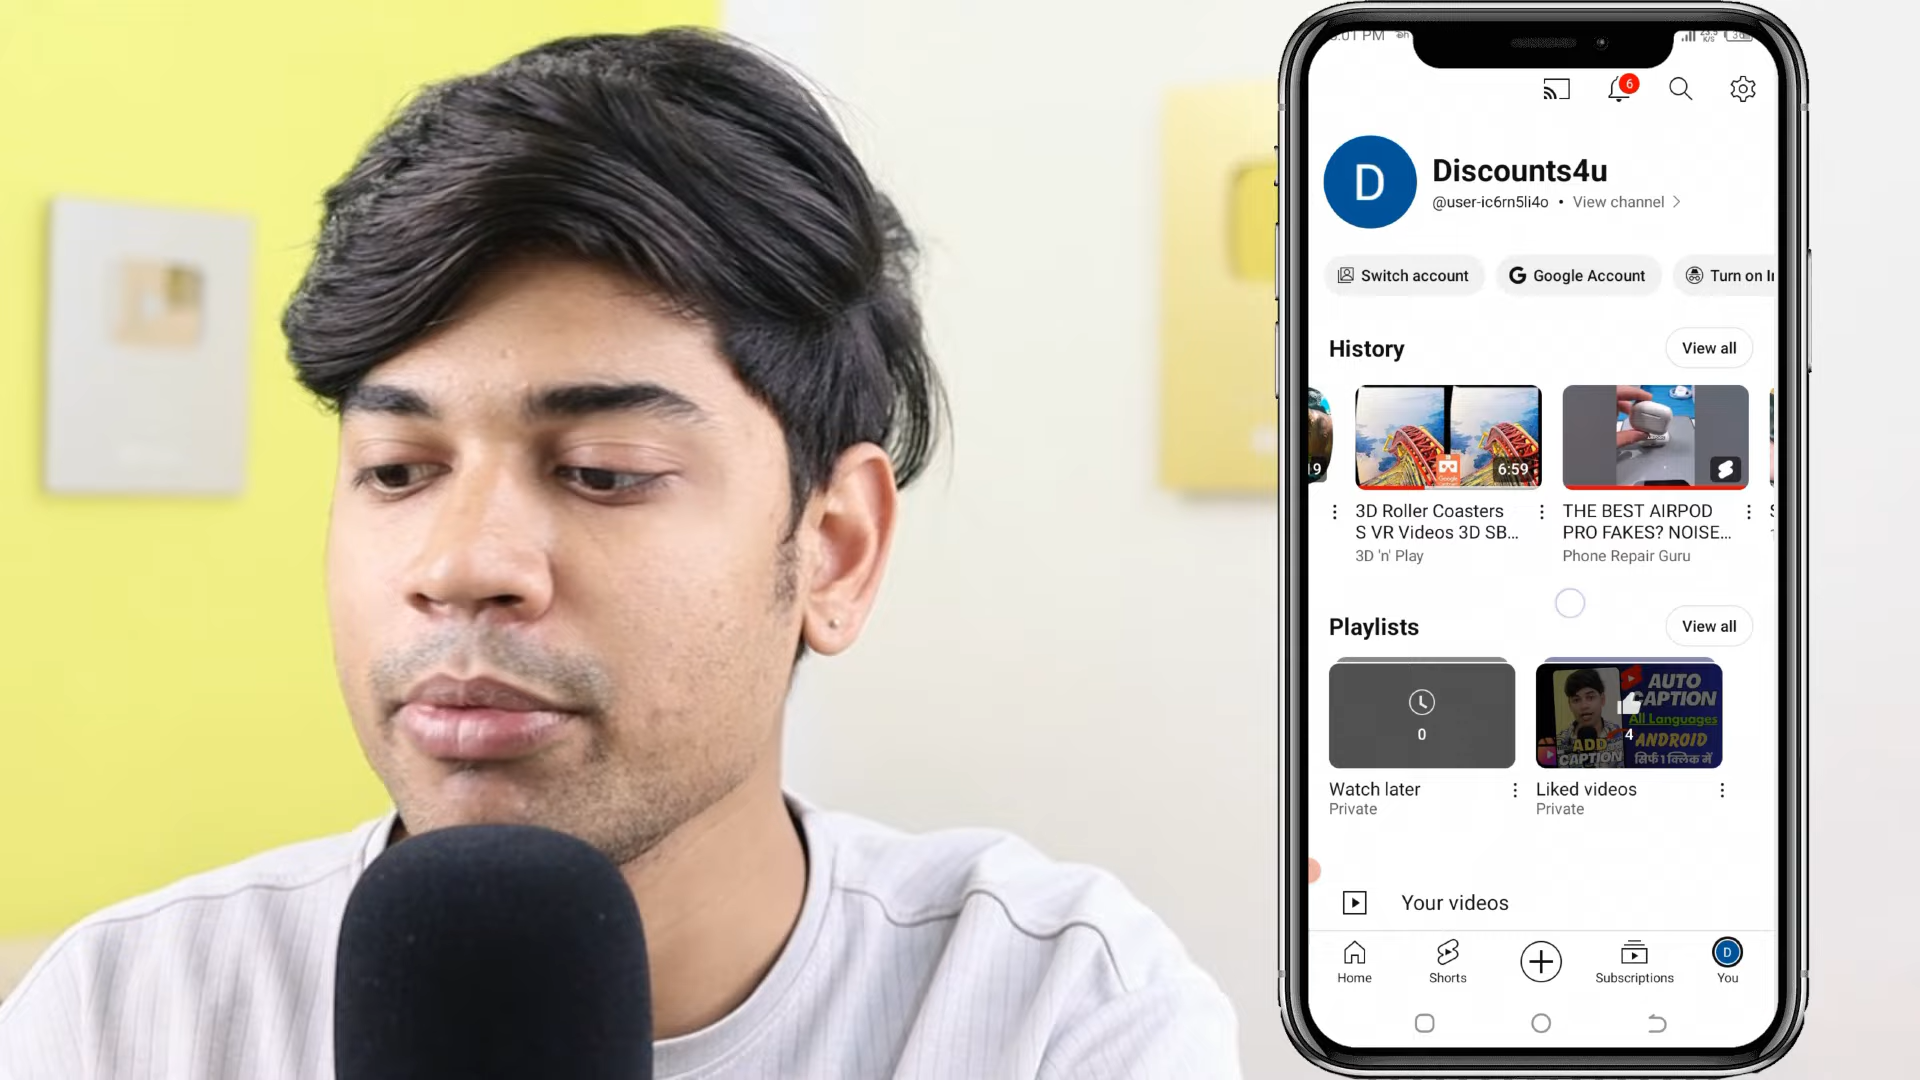 6
D
Discounts4u
@user-ic6rn5li4o • View channel
Switch account
Google Account
Turn on
History
View all
19
6:59
3D Roller Coasters
S VR Videos 3D SB...
3D 'n' Play
THE BEST AIRPOD
PRO FAKES? NOISE...
Phone Repair Guru
Playlists
View all
0
AUTO
CAPTION
All Languages
4
ANDROID
ADD
CAPTION
सिर्फ 1 क्लिक में
Watch later
Private
Liked videos
Private
Your videos
Home
Shorts
Subscriptions
D
You